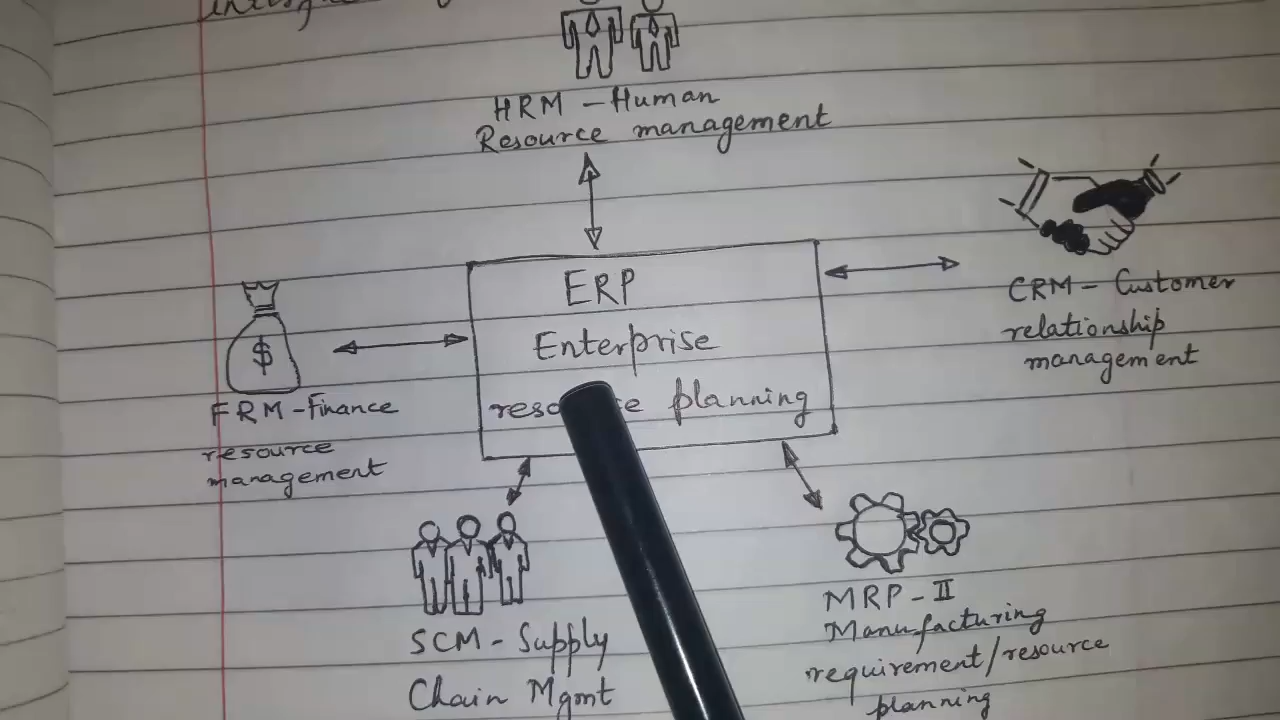 HRM - Human
Resource management
ERP
Enterprise
planning
CRM - Customer
relationship
management
$
FRM - Finance
resource
management
SCM - Supply
Chain Mgmt
MRP - II
Manufacturing
requirement/resource
planning